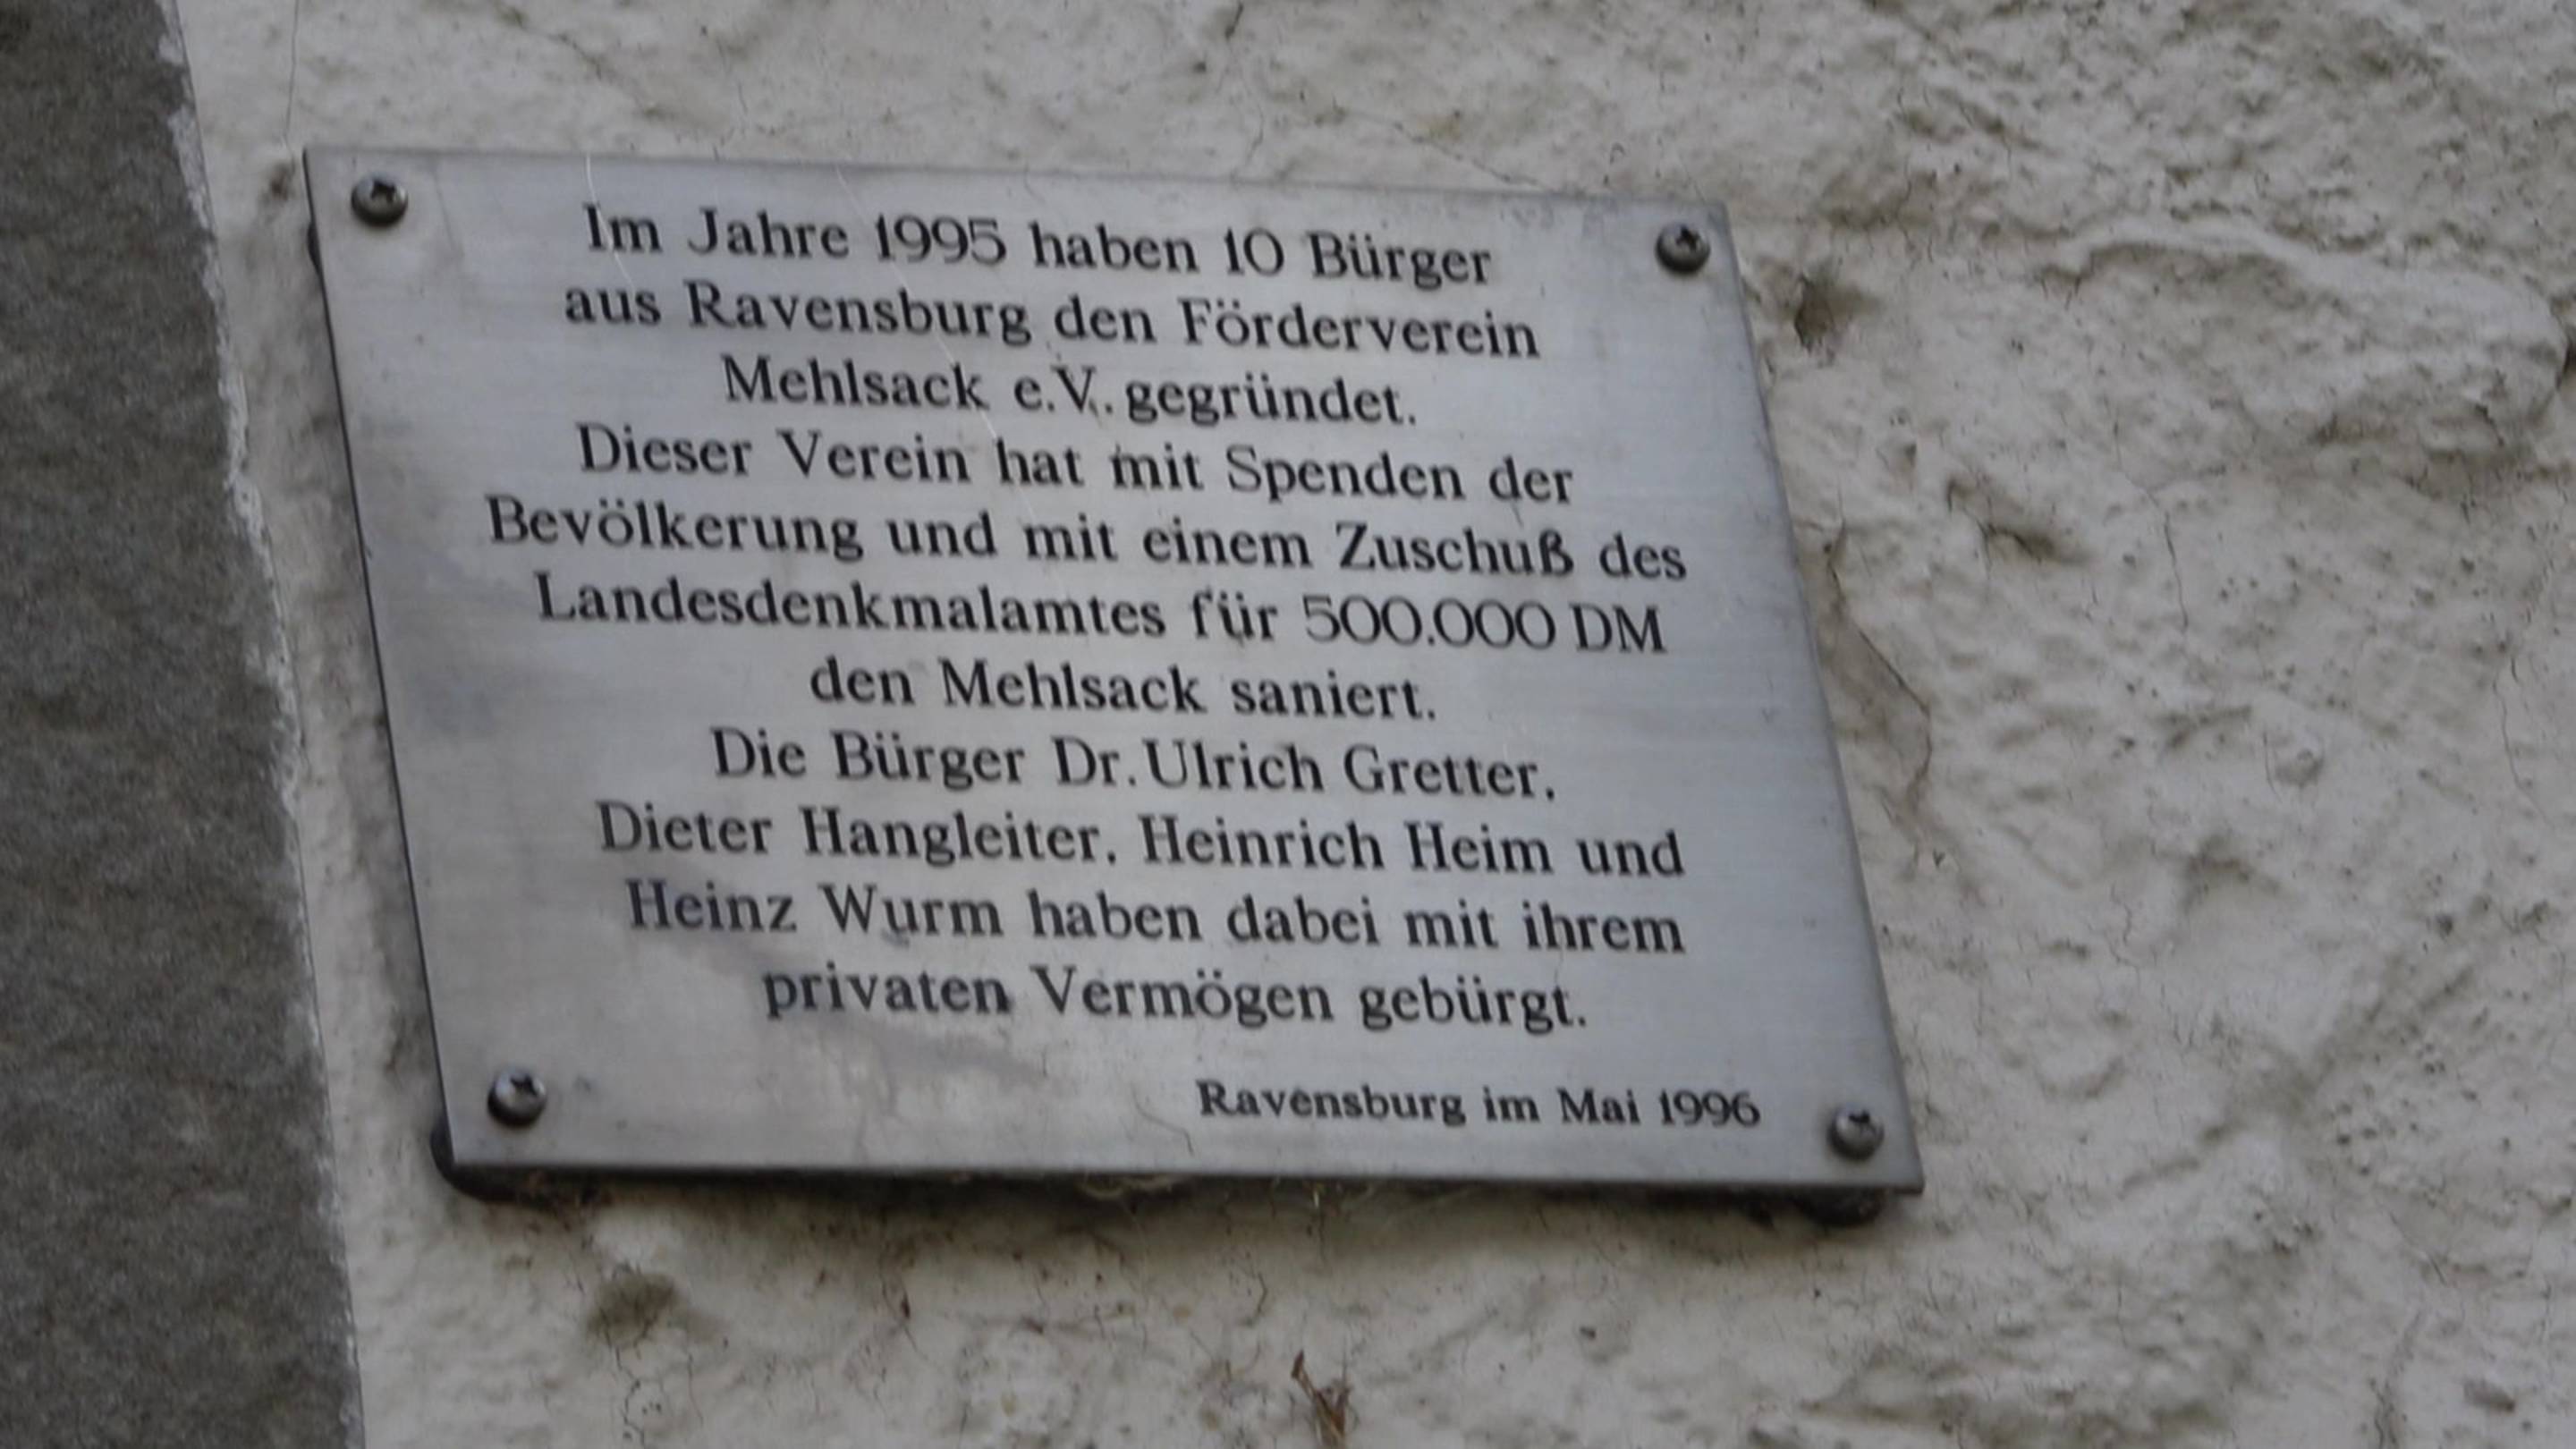 Im Jahre 1995 haben 10 Bürger
aus Ravensburg den Förderverein
Mehlsack e.V. gegründet.
Dieser Verein hat mit Spenden der
Bevölkerung und mit einem Zuschuß des
Landesdenkmalamtes für 500.000 DM
den Mehlsack saniert.
Die Bürger Dr. Ulrich Gretter,
Dieter Hangleiter, Heinrich Heim und
Heinz Wurm haben dabei mit ihrem
privaten Vermögen gebürgt.
Ravensburg im Mai 1996